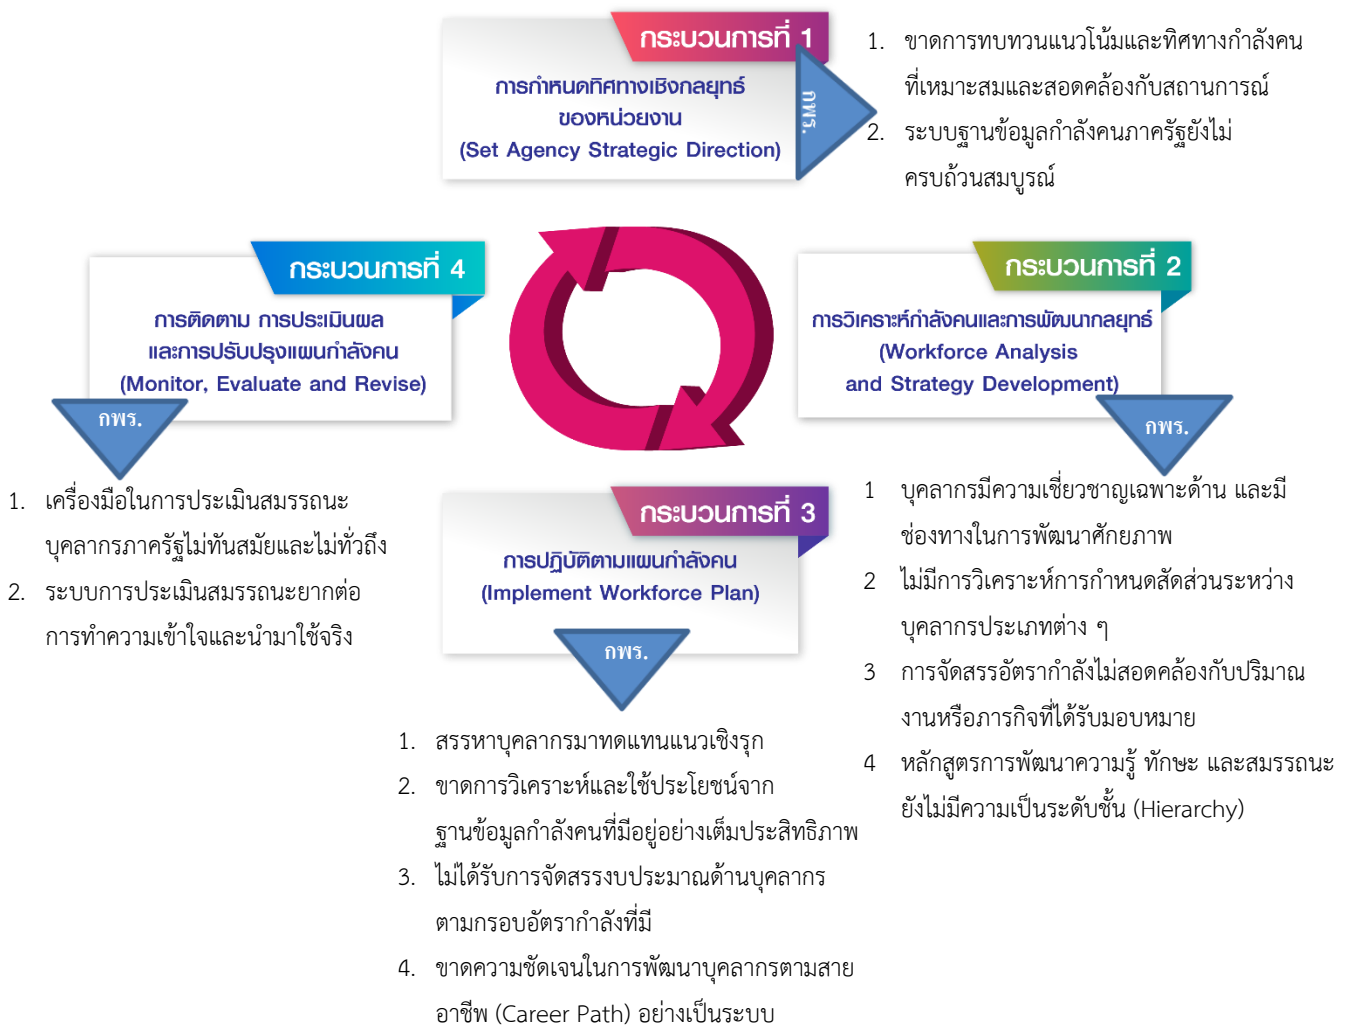 กระบวนการที่ 1
การกำหนดทิศทางเชิงกลยุทธ์
ของหน่วยงาน
(Set Agency Strategic Direction)
กพร.
1. ขาดการทบทวนแนวโน้มและทิศทางกำลังคน
ที่เหมาะสมและสอดคล้องกับสถานการณ์
2. ระบบฐานข้อมูลกำลังคนภาครัฐยังไม่
ครบถ้วนสมบูรณ์
กระบวนการที่ 4
การติดตาม การประเมินผล
และการปรับปรุงแผนกำลังคน
(Monitor, Evaluate and Revise)
กพร.
1. เครื่องมือในการประเมินสมรรถนะ
บุคลากรภาครัฐไม่ทันสมัยและไม่ทั่วถึง
2. ระบบการประเมินสมรรถนะยากต่อ
การทำความเข้าใจและนำมาใช้จริง
กระบวนการที่ 2
การวิเคราะห์กำลังคนและการพัฒนากลยุทธ์
(Workforce Analysis
and Strategy Development)
กพร.
1 บุคลากรมีความเชี่ยวชาญเฉพาะด้าน และมี
ช่องทางในการพัฒนาศักยภาพ
2 ไม่มีการวิเคราะห์การกำหนดสัดส่วนระหว่าง
บุคลากรประเภทต่าง ๆ
3 การจัดสรรอัตรากำลังไม่สอดคล้องกับปริมาณ
งานหรือภารกิจที่ได้รับมอบหมาย
4 หลักสูตรการพัฒนาความรู้ ทักษะ และสมรรถนะ
ยังไม่มีความเป็นระดับชั้น (Hierarchy)
กระบวนการที่ 3
การปฏิบัติตามแผนกำลังคน
(Implement Workforce Plan)
กพร.
1. สรรหาบุคลากรมาทดแทนแนวเชิงรุก
2. ขาดการวิเคราะห์และใช้ประโยชน์จาก
ฐานข้อมูลกำลังคนที่มีอยู่อย่างเต็มประสิทธิภาพ
3. ไม่ได้รับการจัดสรรงบประมาณด้านบุคลากร
ตามกรอบอัตรากำลังที่มี
4. ขาดความชัดเจนในการพัฒนาบุคลากรตามสาย
อาชีพ (Career Path) อย่างเป็นระบบ